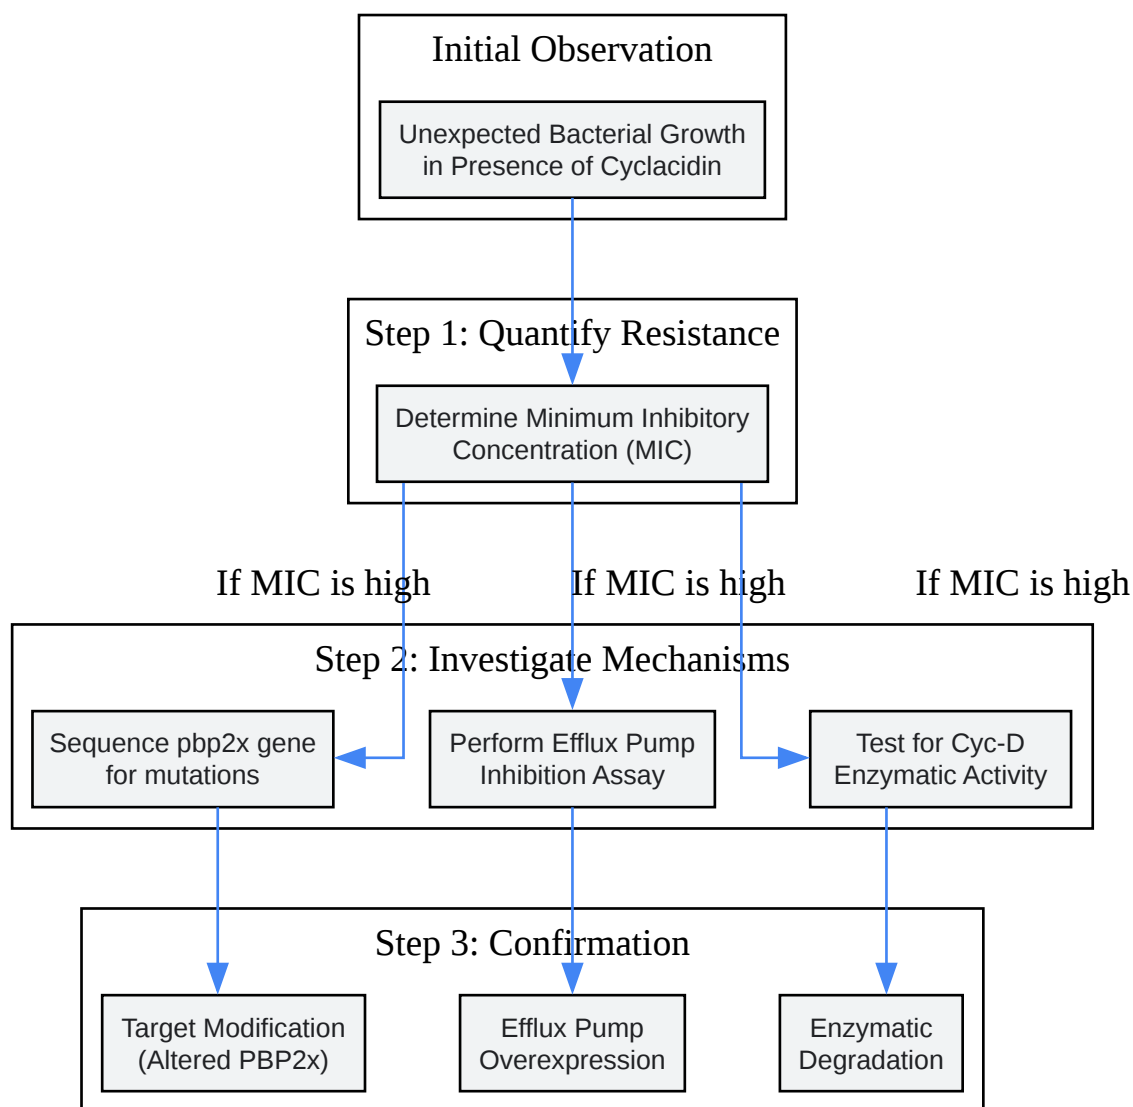 Initial Observation
Unexpected Bacterial Growth
in Presence of Cyclacidin
Step 1: Quantify Resistance
Determine Minimum Inhibitory
Concentration (MIC)
If MIC is high
If MIC is high
If MIC is high
Step 2: Investigate Mechanisms
Sequence pbp2x gene
for mutations
Perform Efflux Pump
Inhibition Assay
Test for Cyc-D
Enzymatic Activity
Step 3: Confirmation
Target Modification
(Altered PBP2x)
Efflux Pump
Overexpression
Enzymatic
Degradation